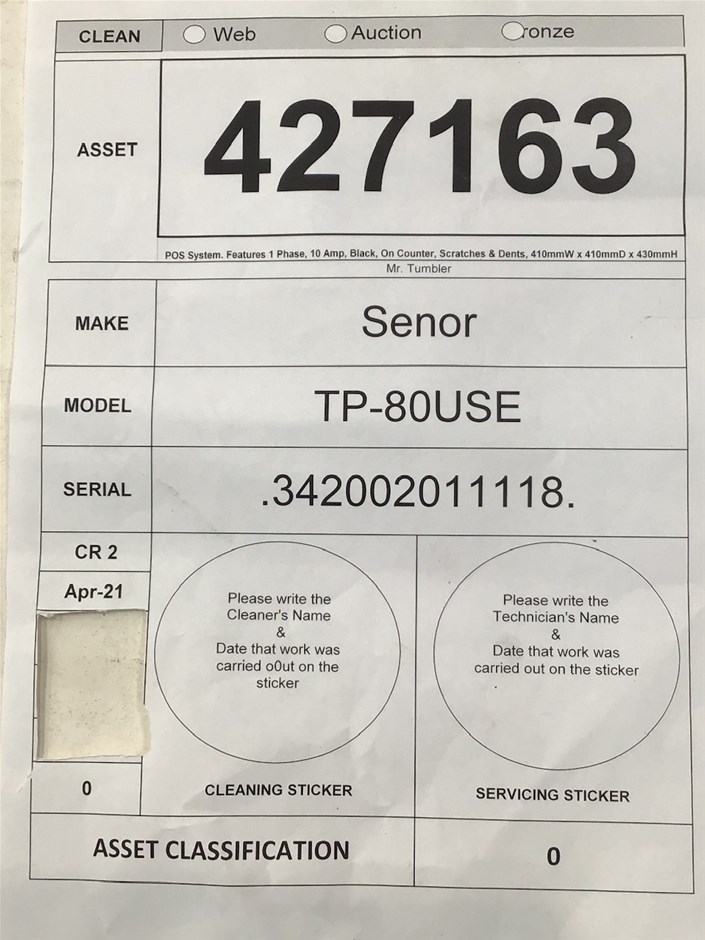 CLEAN Web Auction ronze
ASSET 427163
POS System. Features 1 Phase, 10 Amp, Black, On Counter, Scratches & Dents, 410mmW x 410mmD x 430mmH
Mr. Tumbler
MAKE Senor
MODEL TP-80USE
SERIAL .342002011118.
CR 2
Apr-21
Please write the
Cleaner's Name
&
Date that work was
carried o0ut on the
sticker
Please write the
Technician's Name
&
Date that work was
carried out on the sticker
0
CLEANING STICKER
SERVICING STICKER
ASSET CLASSIFICATION 0